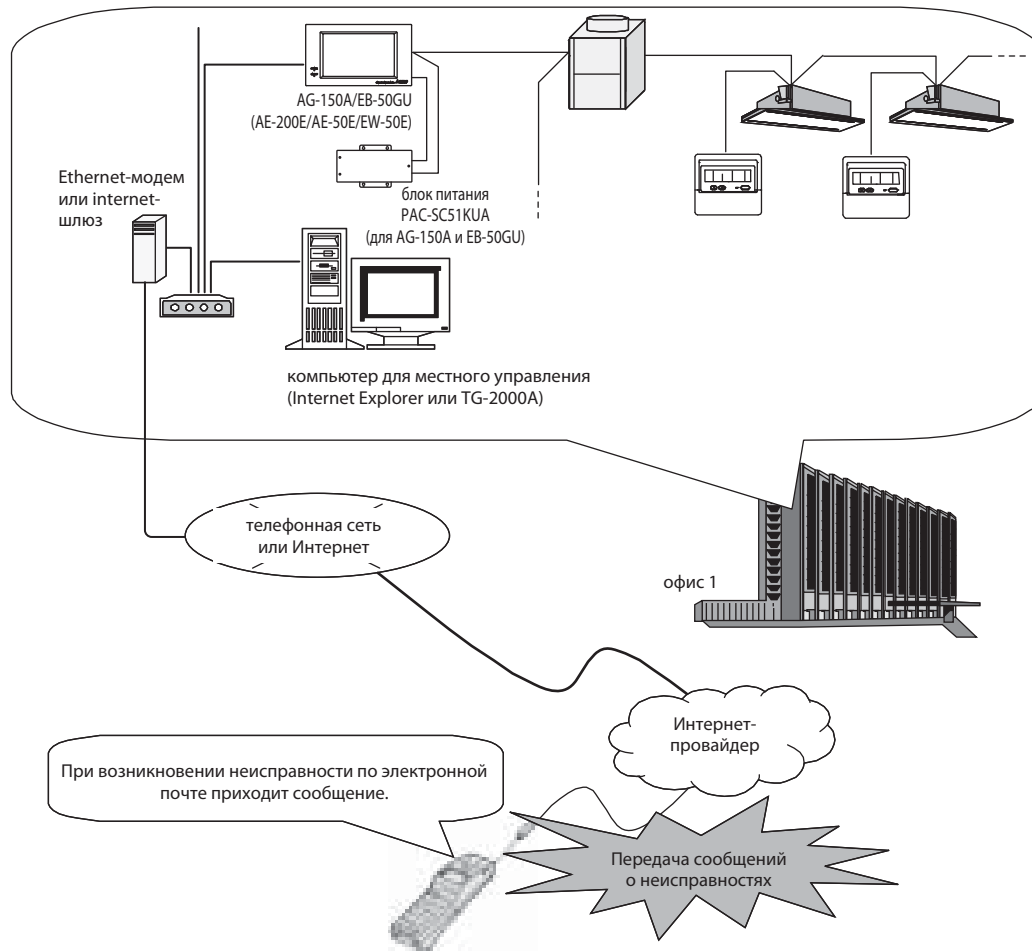 AG-150A/EB-50GU
(AE-200E/AE-50E/EW-50E)
Ethernet-модем
или internet-
шлюз
блок питания
PAC-SC51KUA
(для AG-150A и EB-50GU)
компьютер для местного управления
(Internet Explorer или TG-2000A)
телефонная сеть
или Интернет
офис 1
Интернет-
провайдер
При возникновении неисправности по электронной
почте приходит сообщение.
Передача сообщений
о неисправностях